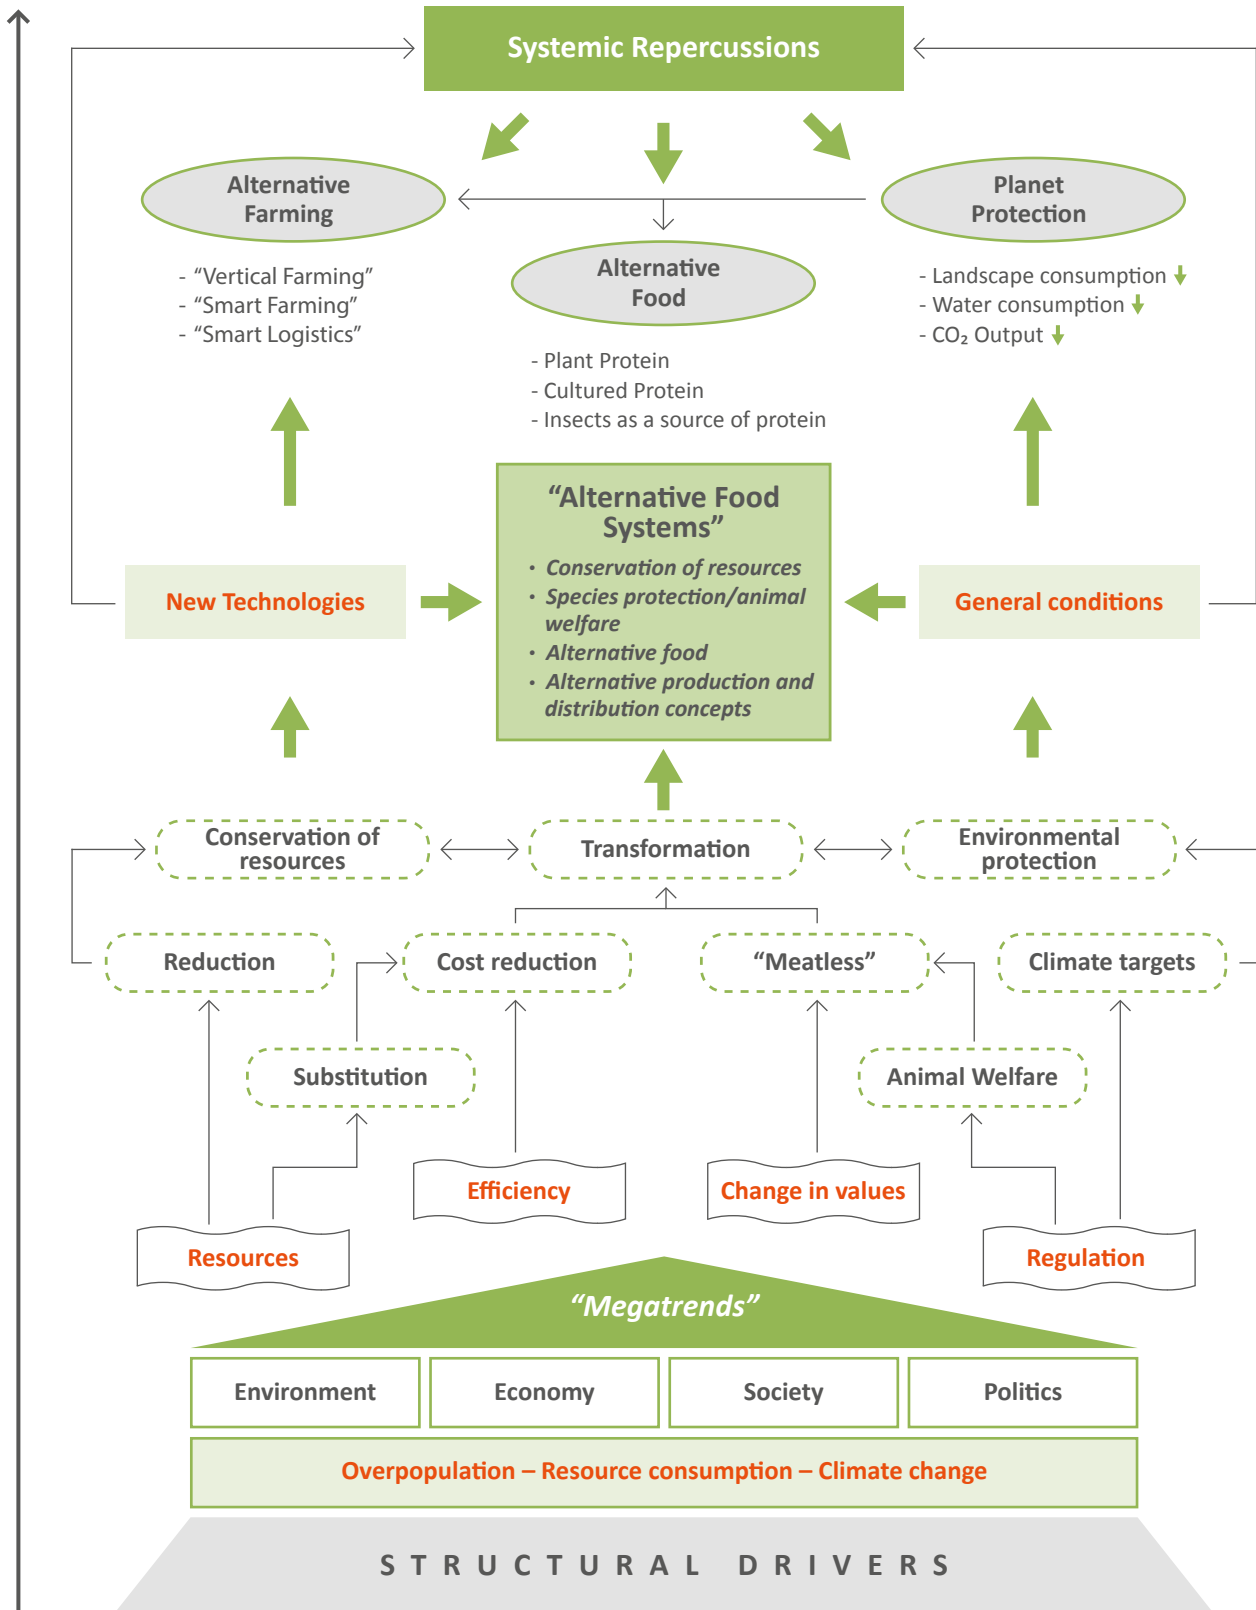 Systemic Repercussions
Alternative
Farming
Planet
Protection
- “Vertical Farming”
- “Smart Farming”
- “Smart Logistics”
Alternative
Food
- Landscape consumption
- Water consumption
- CO₂ Output
- Plant Protein
- Cultured Protein
- Insects as a source of protein
“Alternative Food
Systems”
• Conservation of resources
• Species protection/animal
welfare
• Alternative food
• Alternative production and
distribution concepts
New Technologies
General conditions
Conservation of
resources
Transformation
Environmental
protection
Reduction
Cost reduction
“Meatless”
Climate targets
Substitution
Animal Welfare
Efficiency
Change in values
Resources
Regulation
“Megatrends”
Environment
Economy
Society
Politics
Overpopulation – Resource consumption – Climate change
STRUCTURAL DRIVERS